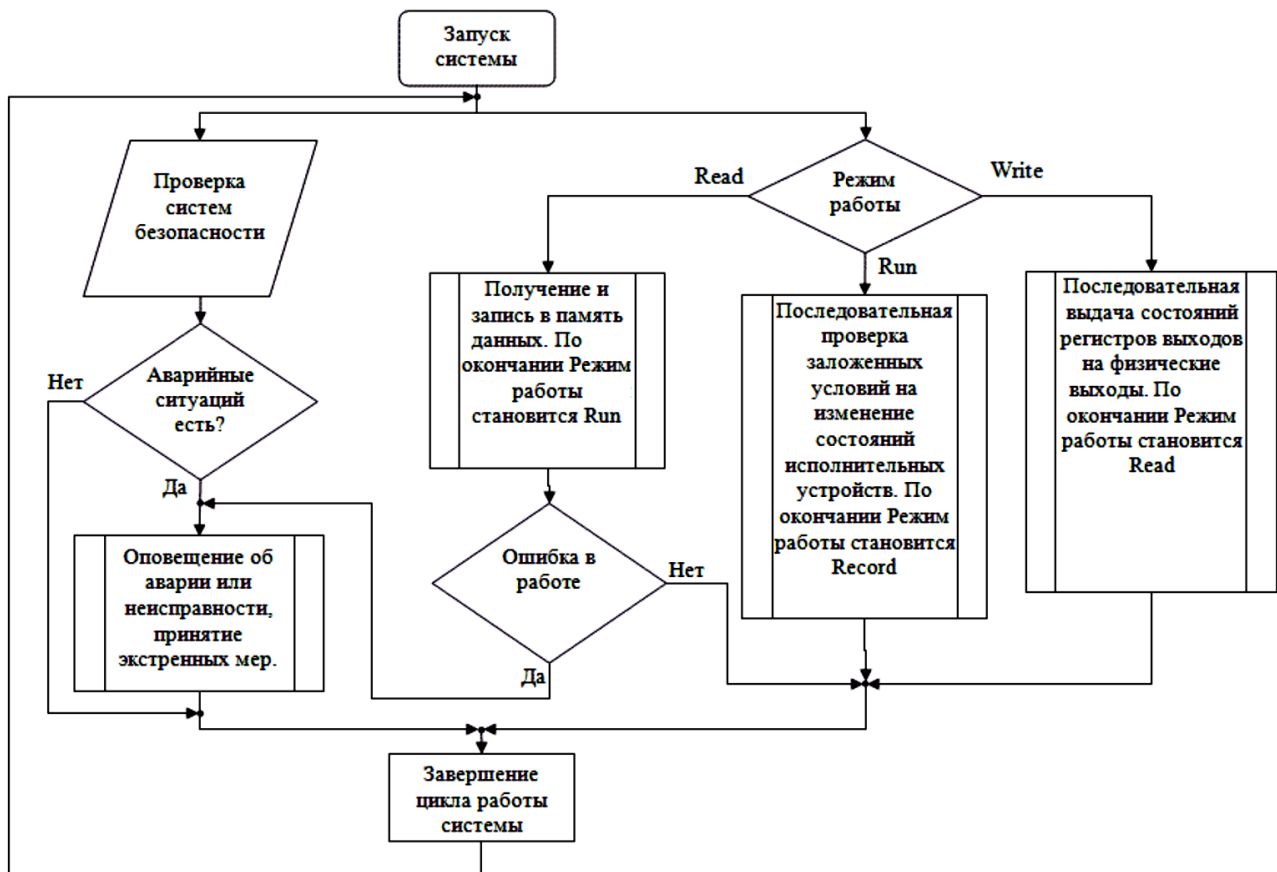 Запуск
системы
Проверка
систем
безопасности
Read
Режим
работы
Write
Run
Аварийные
ситуаций
есть?
Нет
Да
Получение и
запись в память
данных. По
окончании Режим
работы
становится Run
Последовательная
проверка
заложенных
условий на
изменение
состояний
исполнительных
устройств. По
окончании Режим
работы становится
Record
Последовательная
выдача состояний
регистров выходов
на физические
выходы. По
окончании Режим
работы становится
Read
Оповещение об
аварии или
неисправности,
принятие
экстренных мер.
Ошибка в
работе
Нет
Да
Завершение
цикла работы
системы